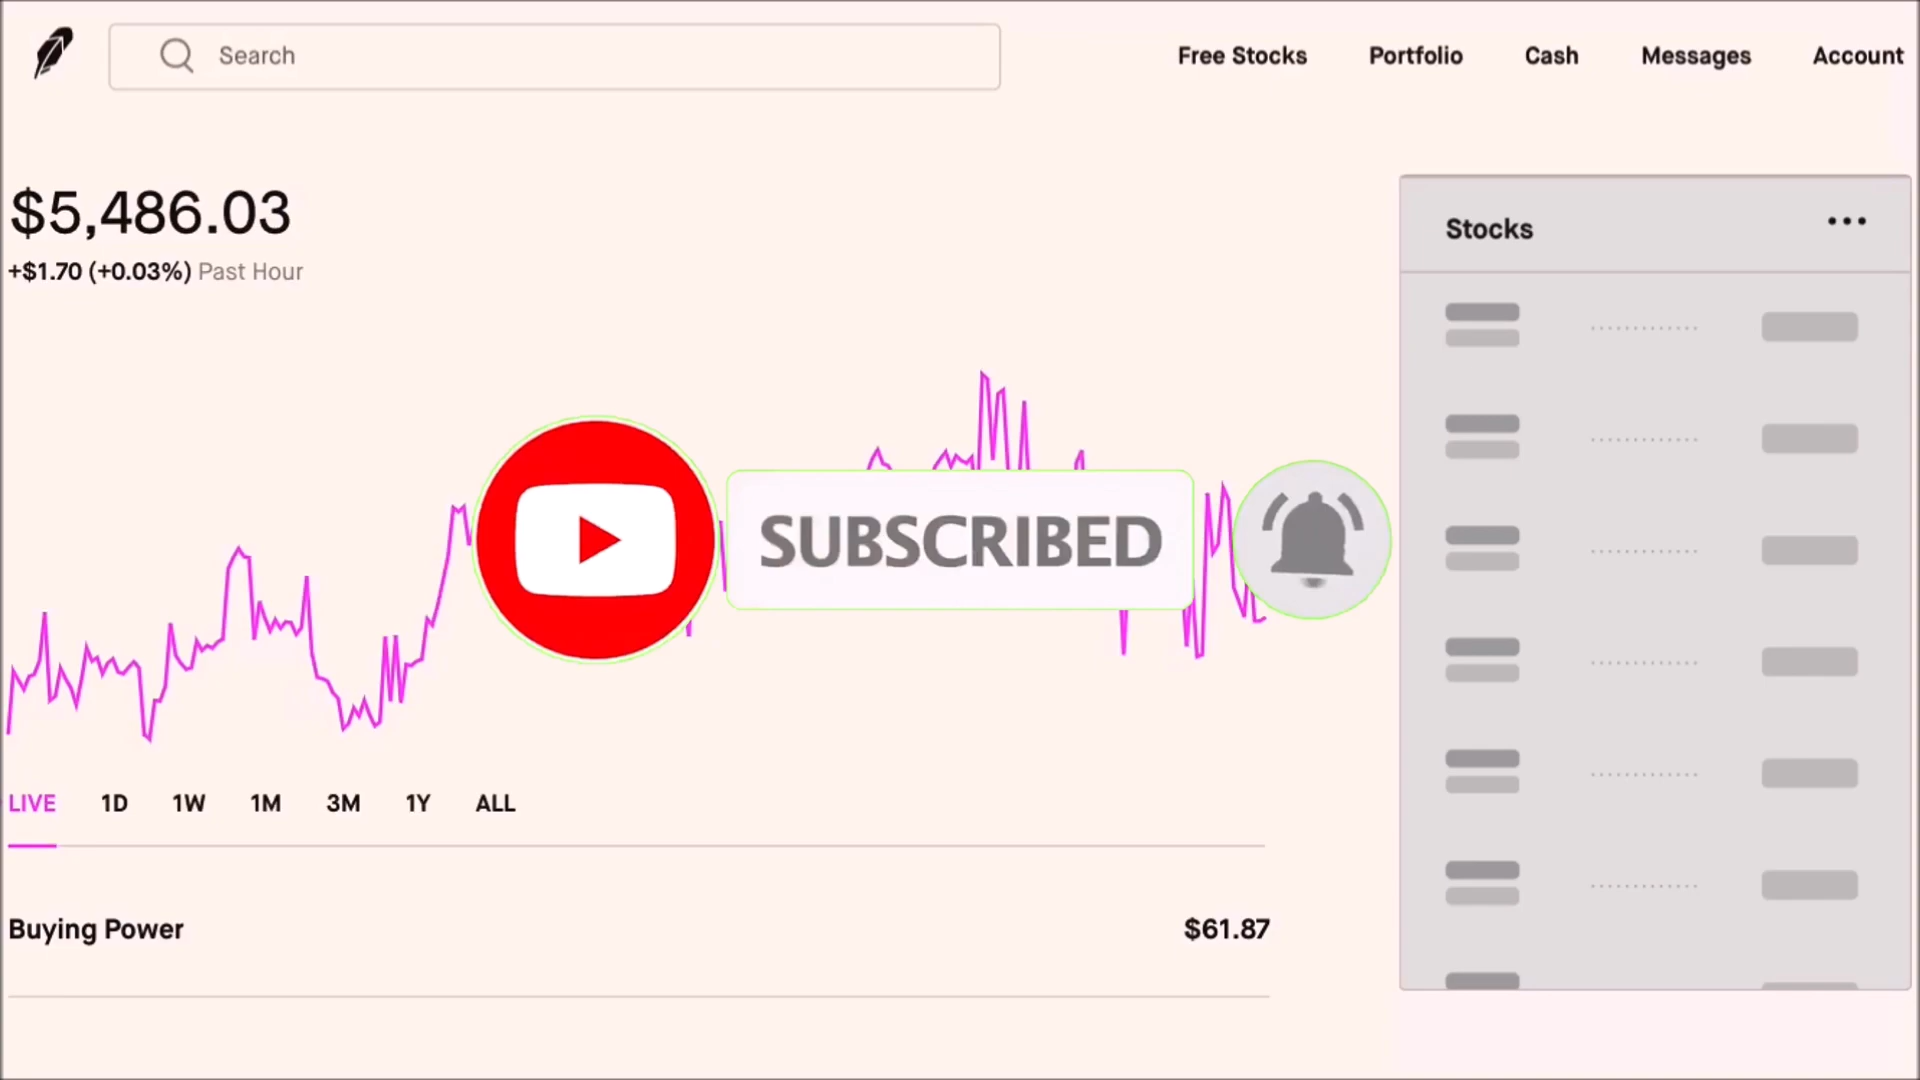 Search
Free Stocks
Portfolio
Cash
Messages
Account
$5,486.03
+$1.70 (+0.03%) Past Hour
Stocks
SUBSCRIBED
LIVE 1D 1W 1M 3M 1Y ALL
Buying Power $61.87